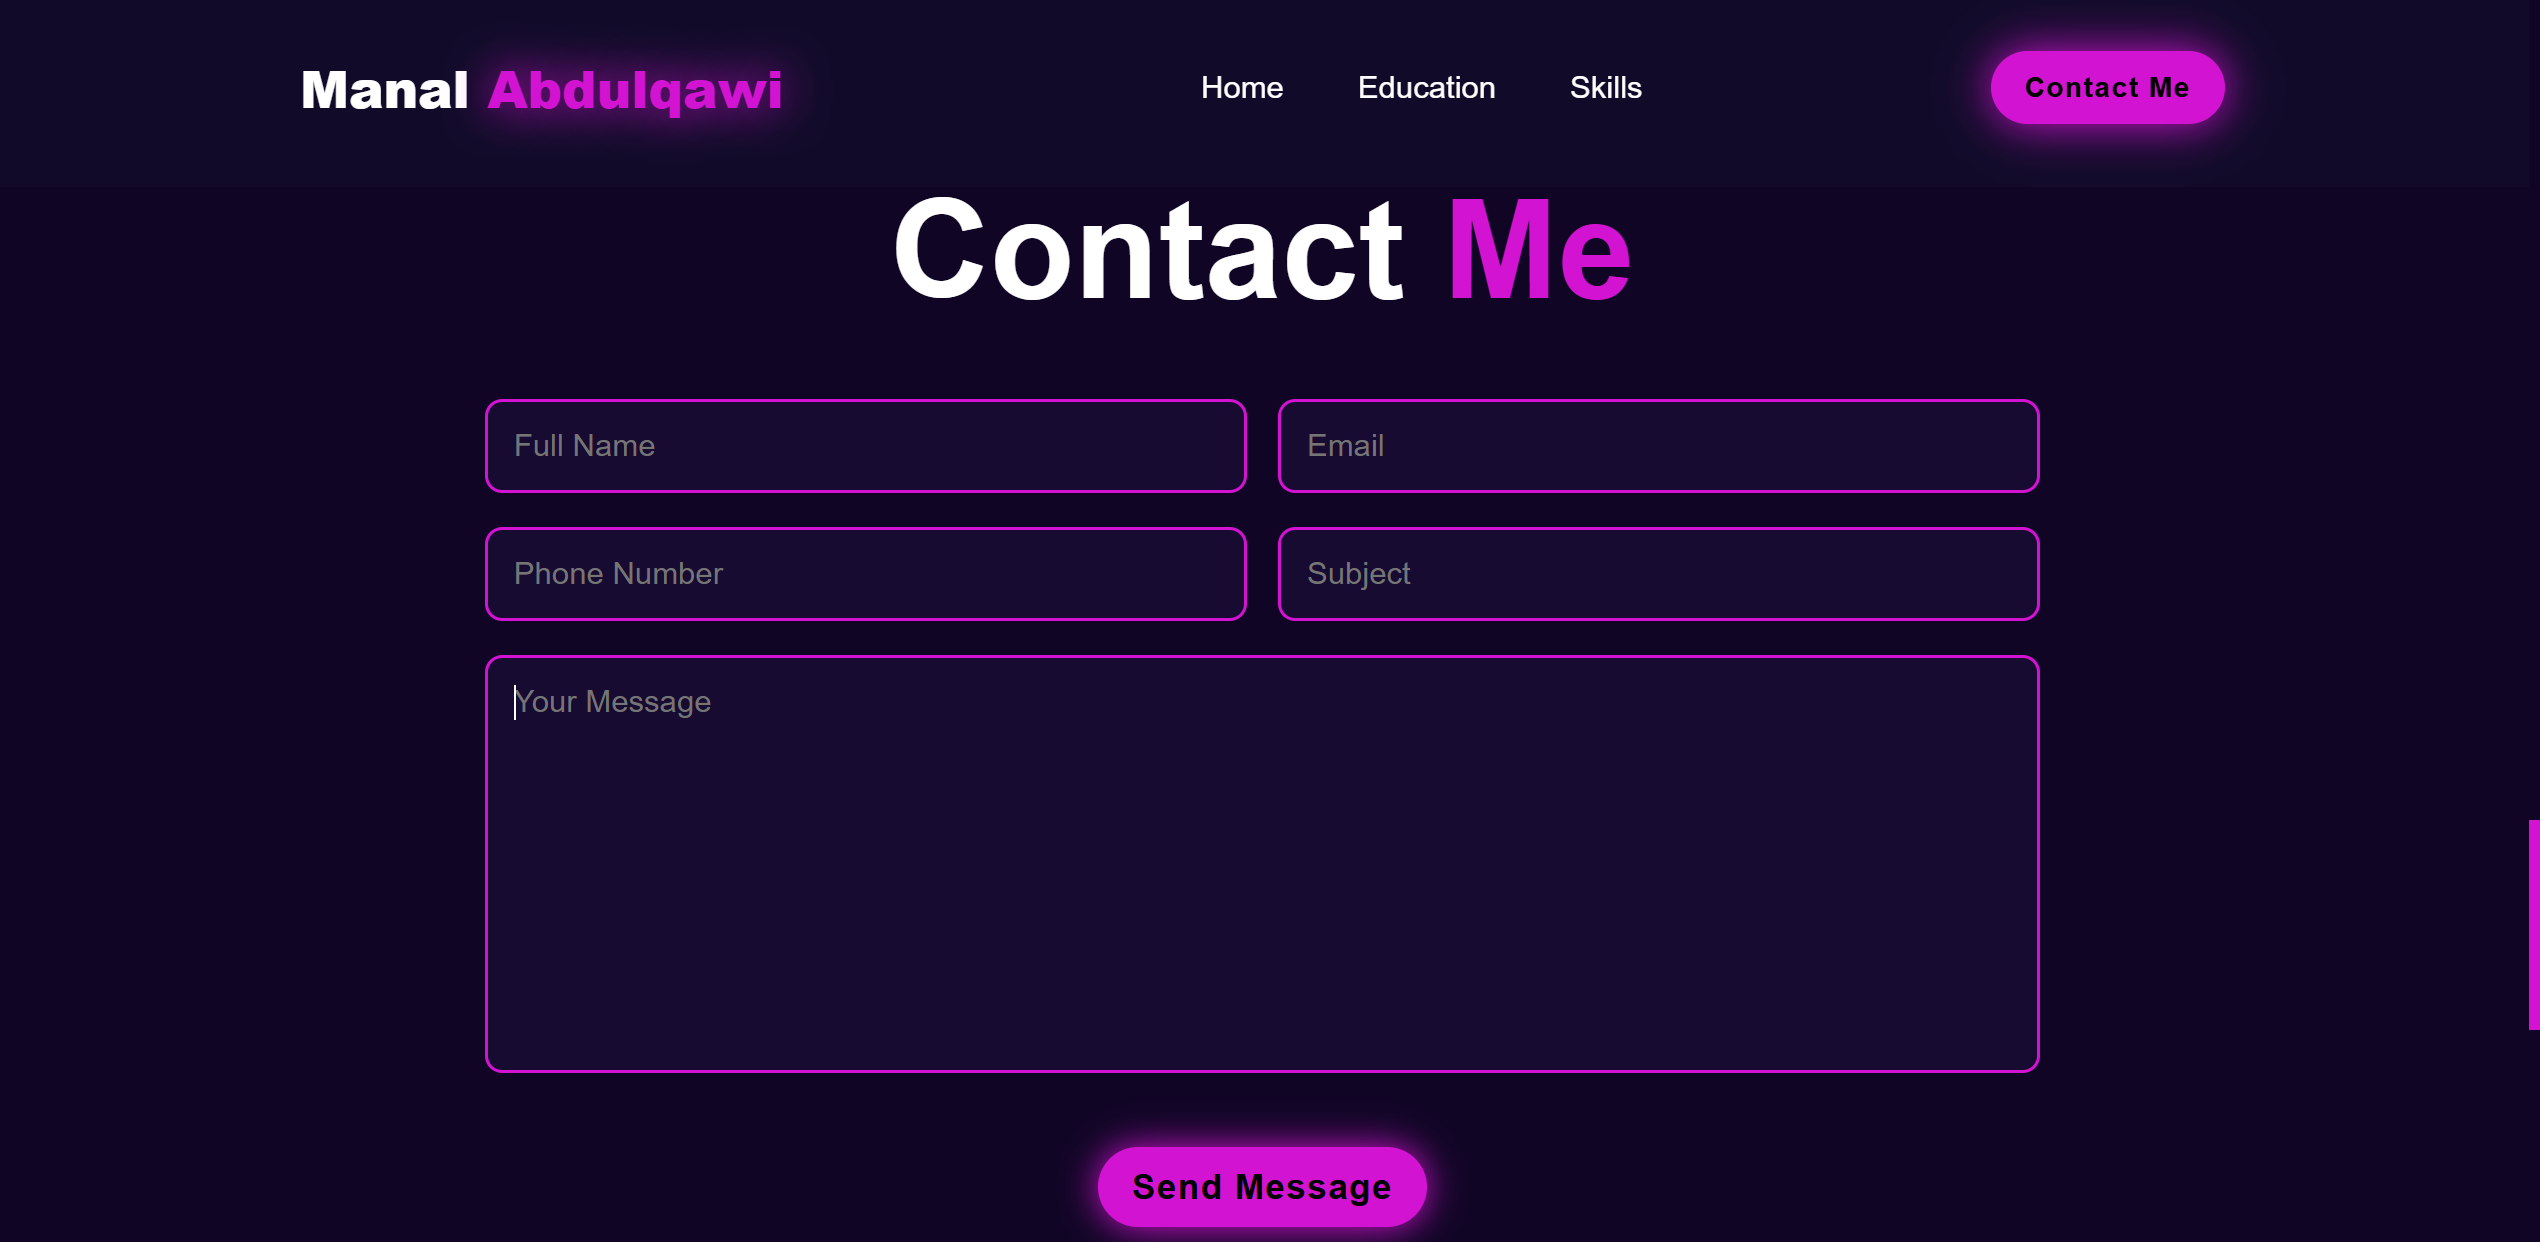 Manal Abdulqawi
Home Education Skills
Contact Me
Contact Me
Full Name
Email
Phone Number
Subject
Your Message
Send Message